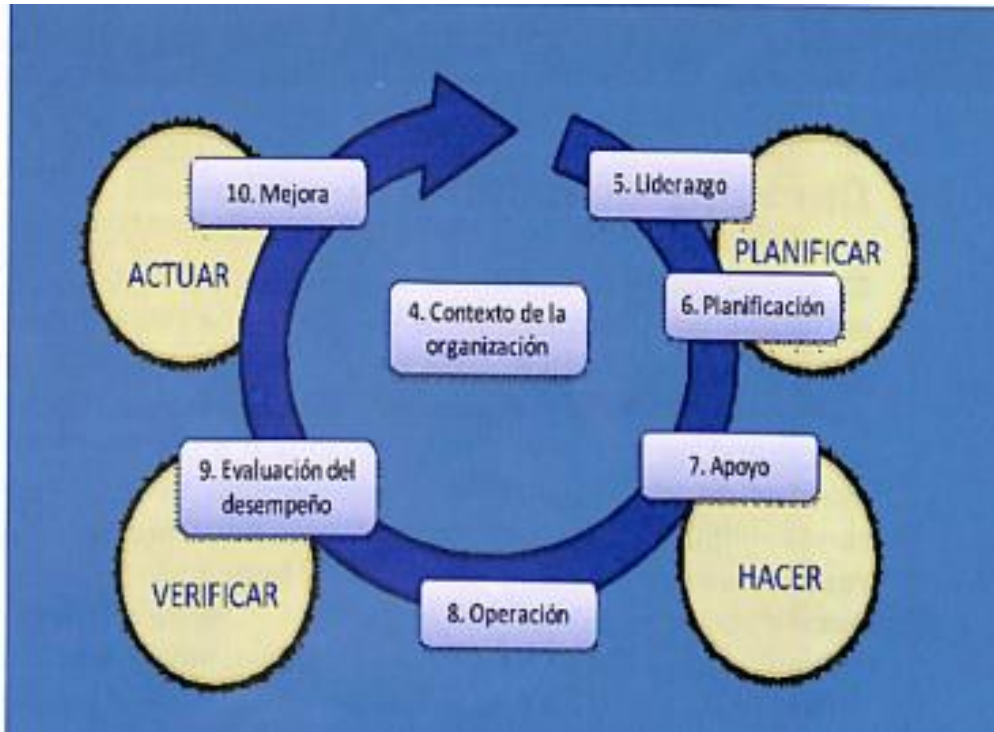 10. Mejora
5. Liderazgo
ACTUAR
PLANIFICAR
4. Contexto de la
organización
6. Planificación
9. Evaluación del
desempeño
7. Apoyo
VERIFICAR
HACER
8. Operación